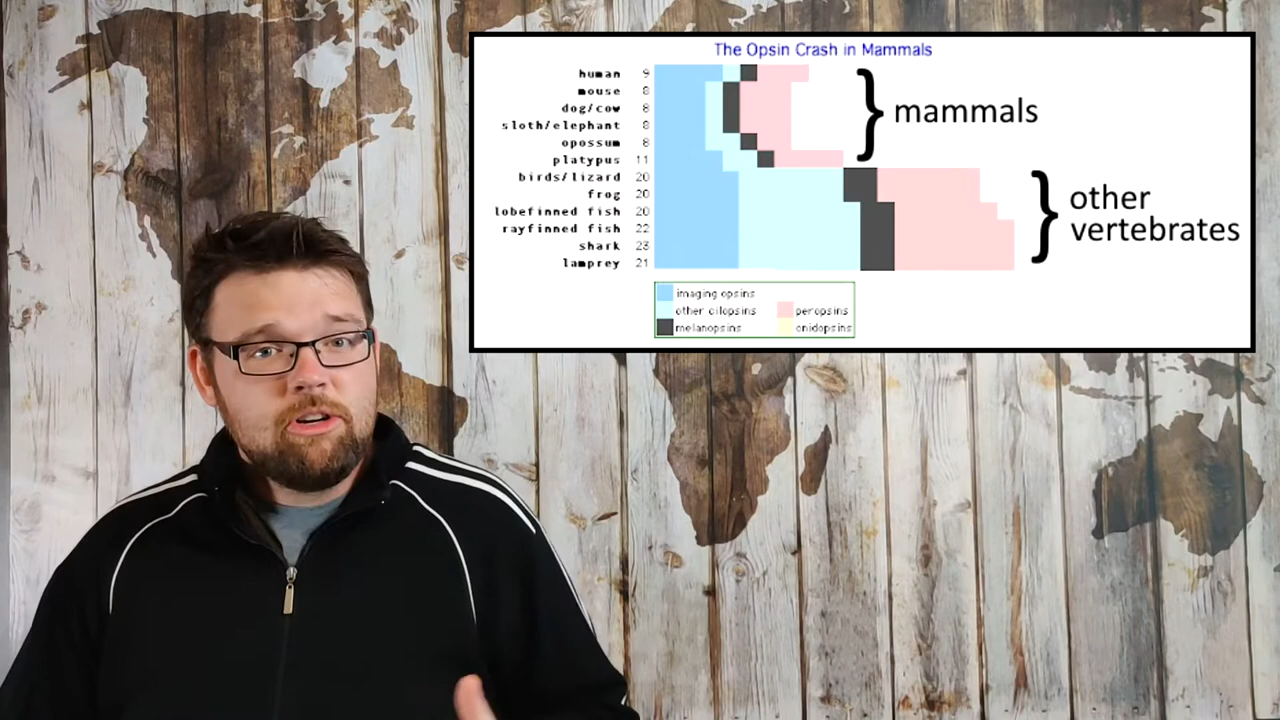 The Opsin Crash in Mammals
human 9
mouse 8
dog/cow 8
sloth/elephant 8
opossum 8
platypus 11
birds/lizard 20
frog 20
lobefinned fish 20
rayfinned fish 22
shark 23
lamprey 21
} mammals
} other
vertebrates
imaging opsins
other cilopsins
peropsins
melanopsins
cnidopsins